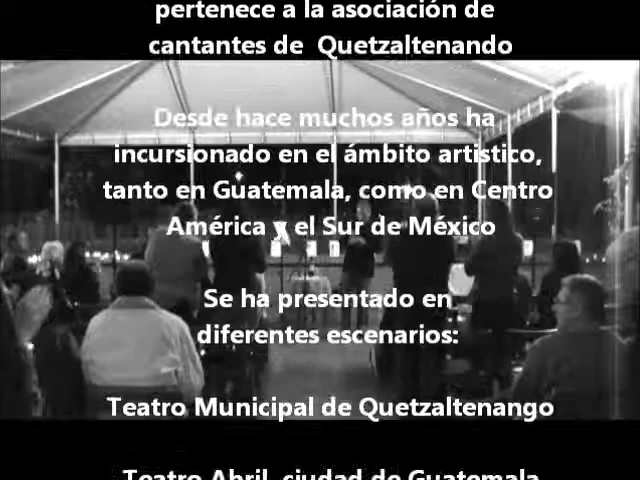 pertenece a la asociación de
cantantes de Quetzaltenando
Desde hace muchos años ha
incursionado en el ámbito artistico,
tanto en Guatemala, como en Centro
América y el Sur de México
Se ha presentado en
diferentes escenarios:
Teatro Municipal de Quetzaltenango
Teatro Abril, ciudad de Guatemala